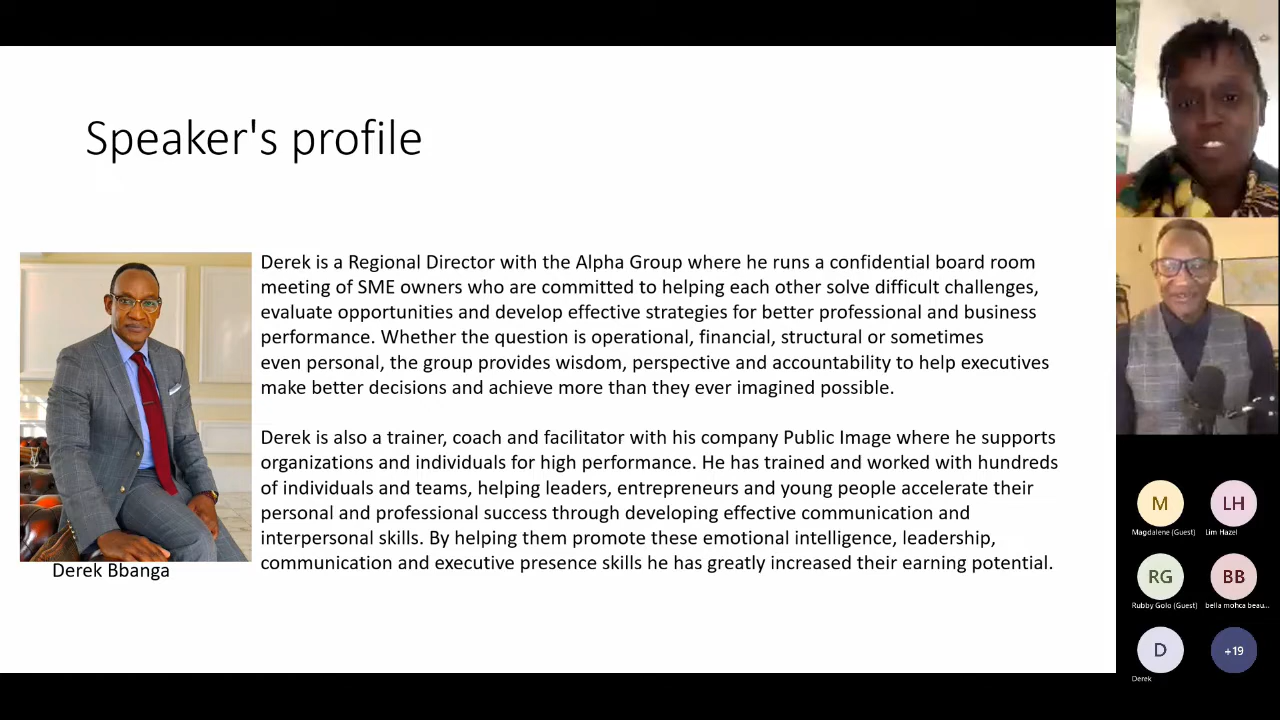 Speaker's profile
Derek is a Regional Director with the Alpha Group where he runs a confidential board room
meeting of SME owners who are committed to helping each other solve difficult challenges,
evaluate opportunities and develop effective strategies for better professional and business
performance. Whether the question is operational, financial, structural or sometimes
even personal, the group provides wisdom, perspective and accountability to help executives
make better decisions and achieve more than they ever imagined possible.
Derek is also a trainer, coach and facilitator with his company Public Image where he supports
organizations and individuals for high performance. He has trained and worked with hundreds
of individuals and teams, helping leaders, entrepreneurs and young people accelerate their
personal and professional success through developing effective communication and
interpersonal skills. By helping them promote these emotional intelligence, leadership,
communication and executive presence skills he has greatly increased their earning potential.
Derek Bbanga
M
LH
Magdalene (Guest)
Lim Hazel
RG
BB
Rubby Golo (Guest)
bella mohca beau...
D
+19
Derek